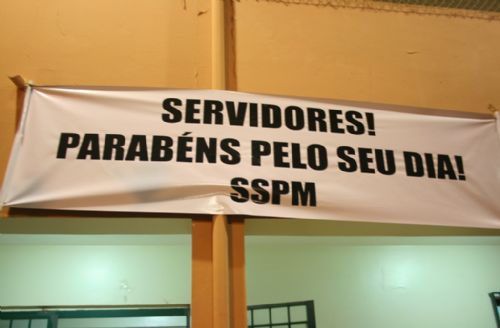 SERVIDORES!
PARABÉNS PELO SEU DIA!
SSPM